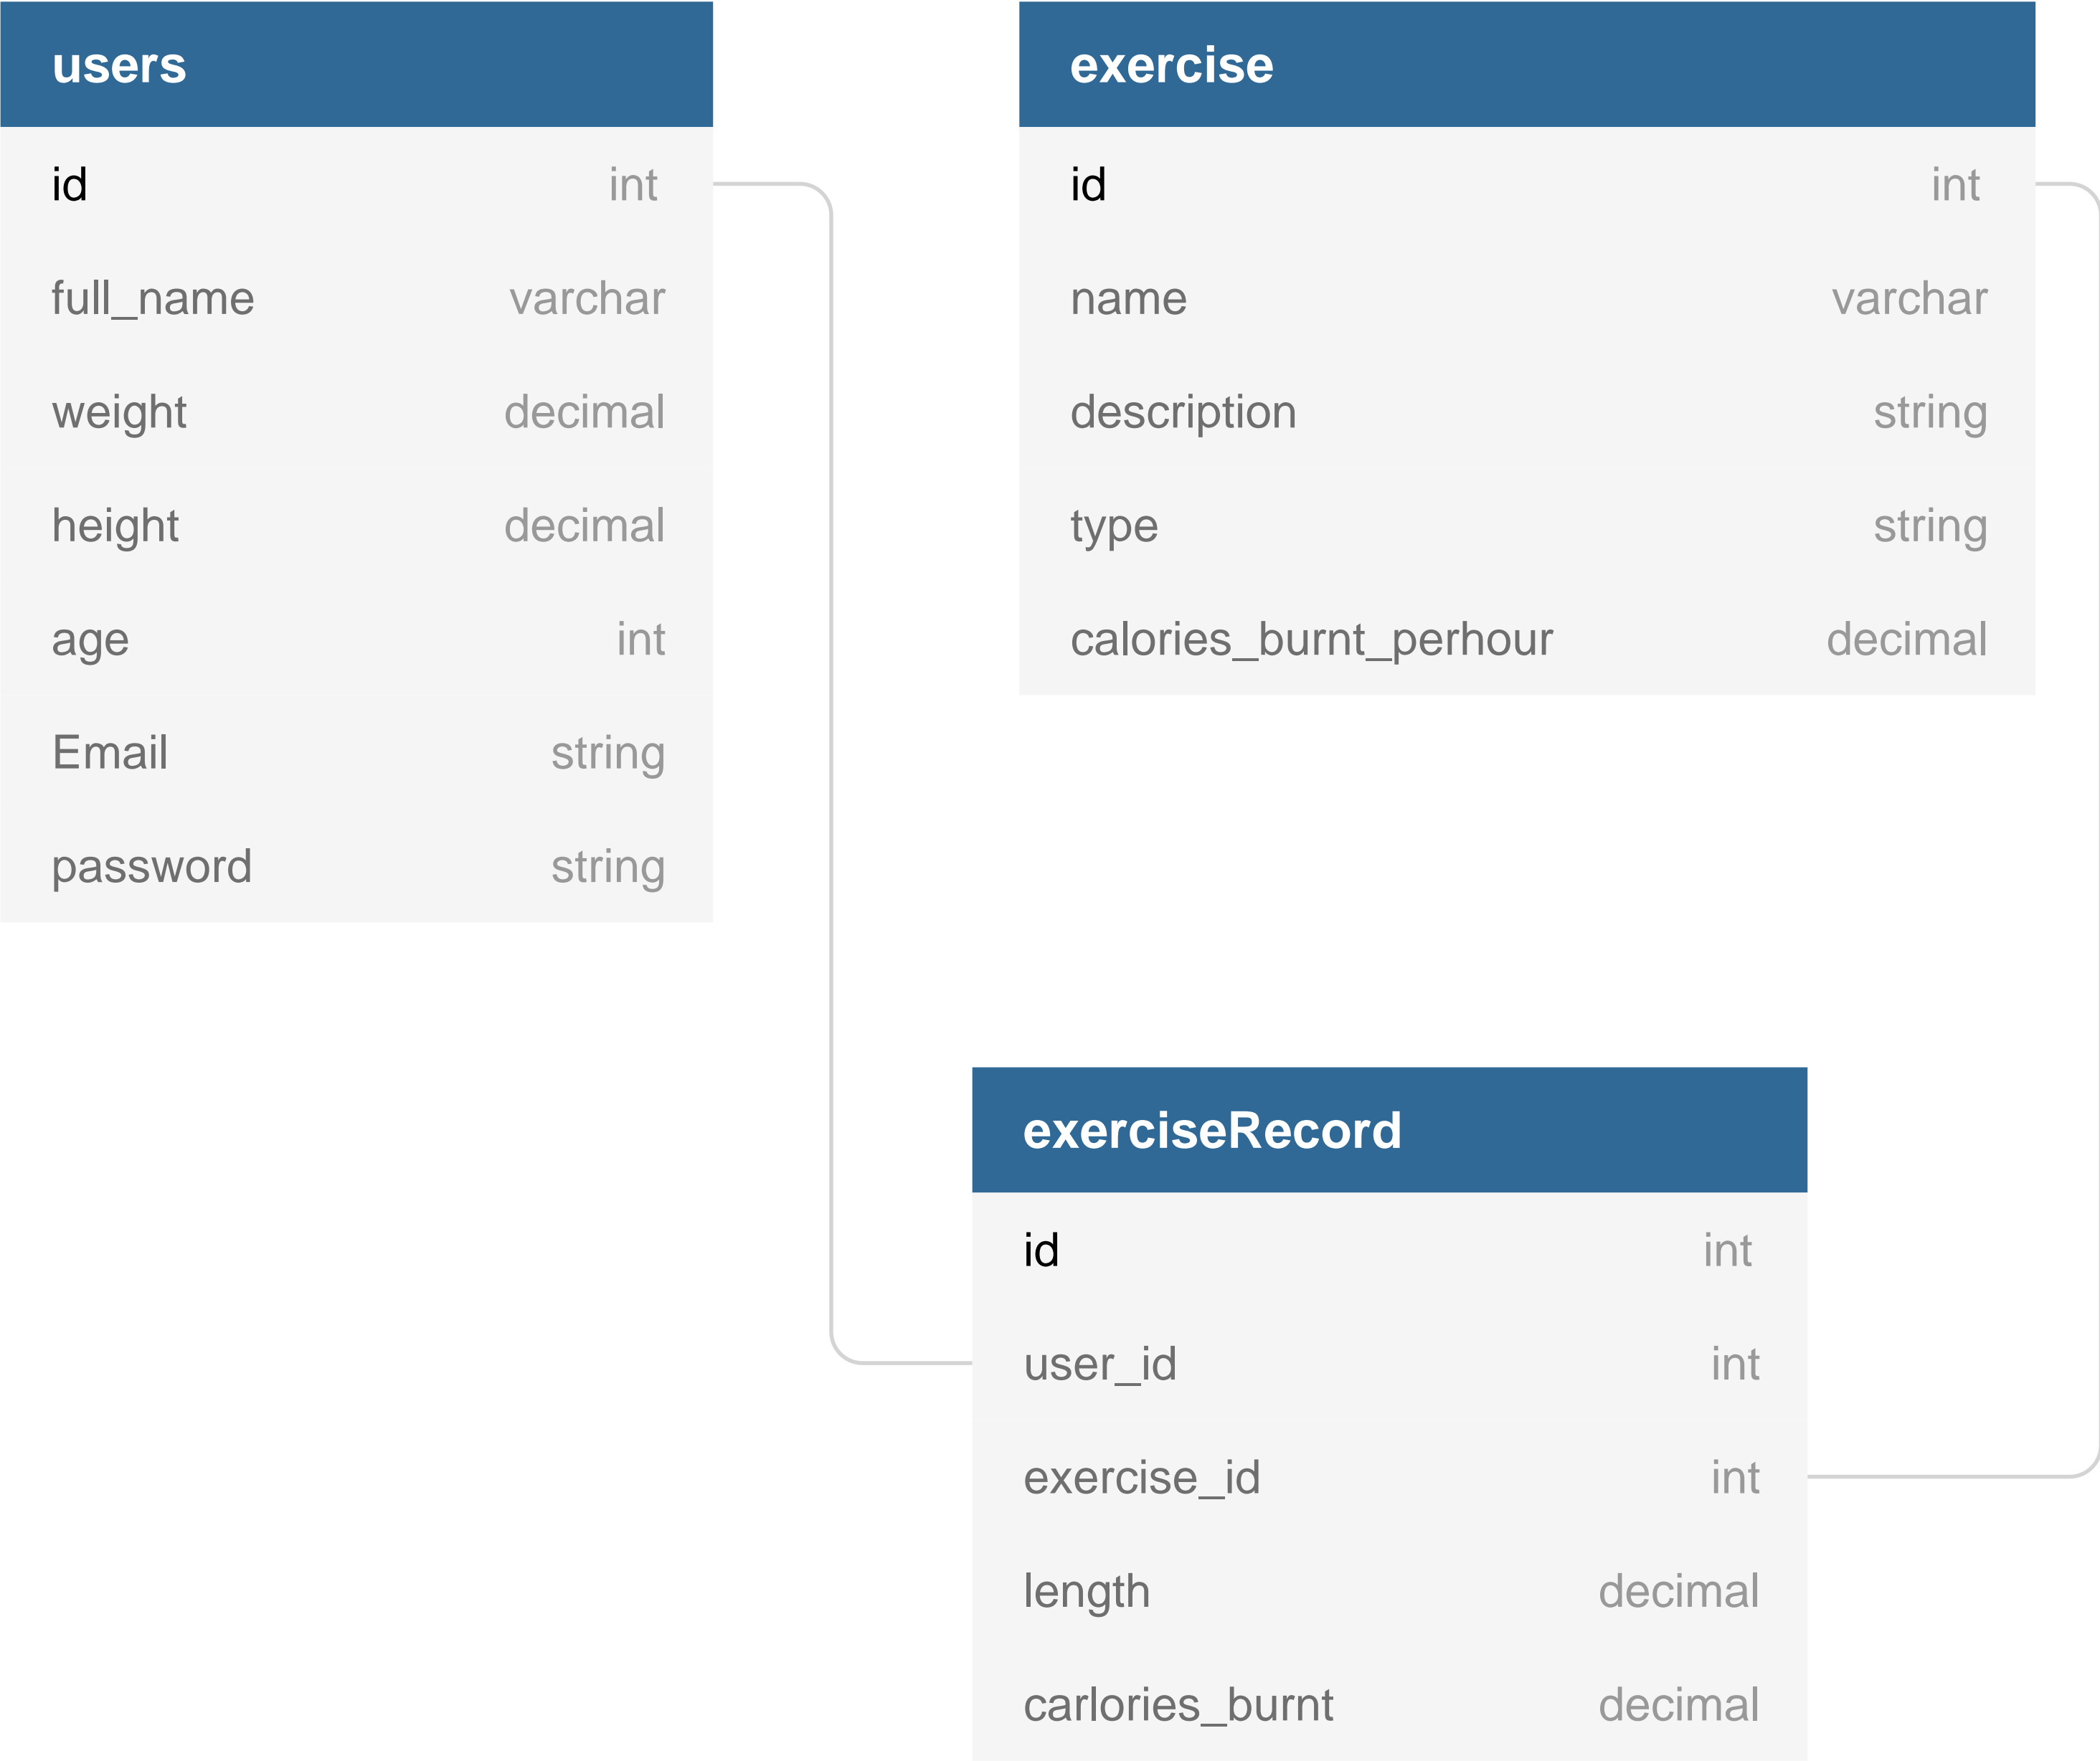 users
id int
full_name varchar
weight decimal
height decimal
age int
Email string
password string
exercise
id int
name varchar
description string
type string
calories_burnt_perhour decimal
exerciseRecord
id int
user_id int
exercise_id int
length decimal
carlories_burnt decimal